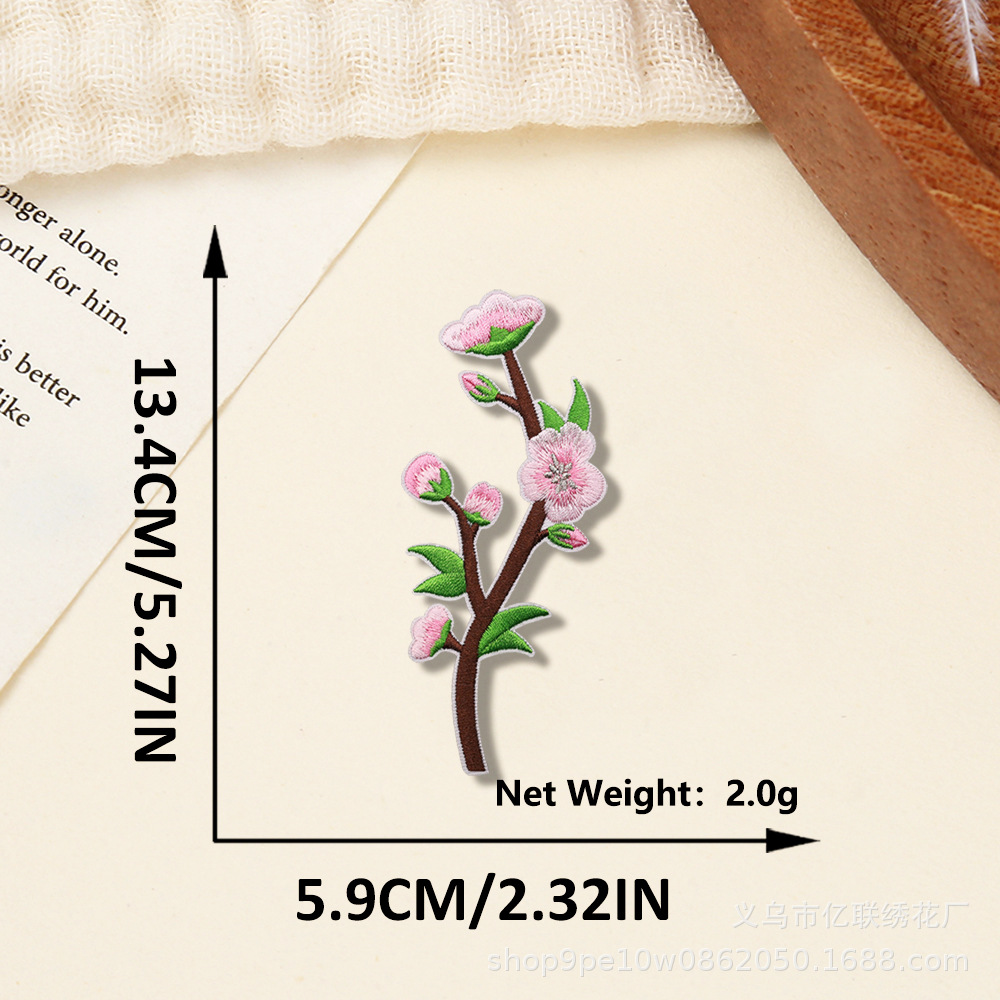 onger alone.
orld for him.
is better
like
13.4CM/5.27IN
Net Weight: 2.0g
5.9CM/2.32IN
义乌市亿联绣花厂
shop9pe10w0862050.1688.com